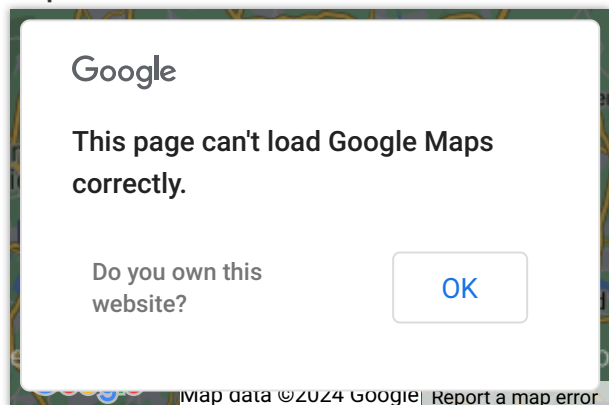 Google
This page can't load Google Maps
correctly.
Do you own this
website?
OK
Google
Map data ©2024 Google
Report a map error